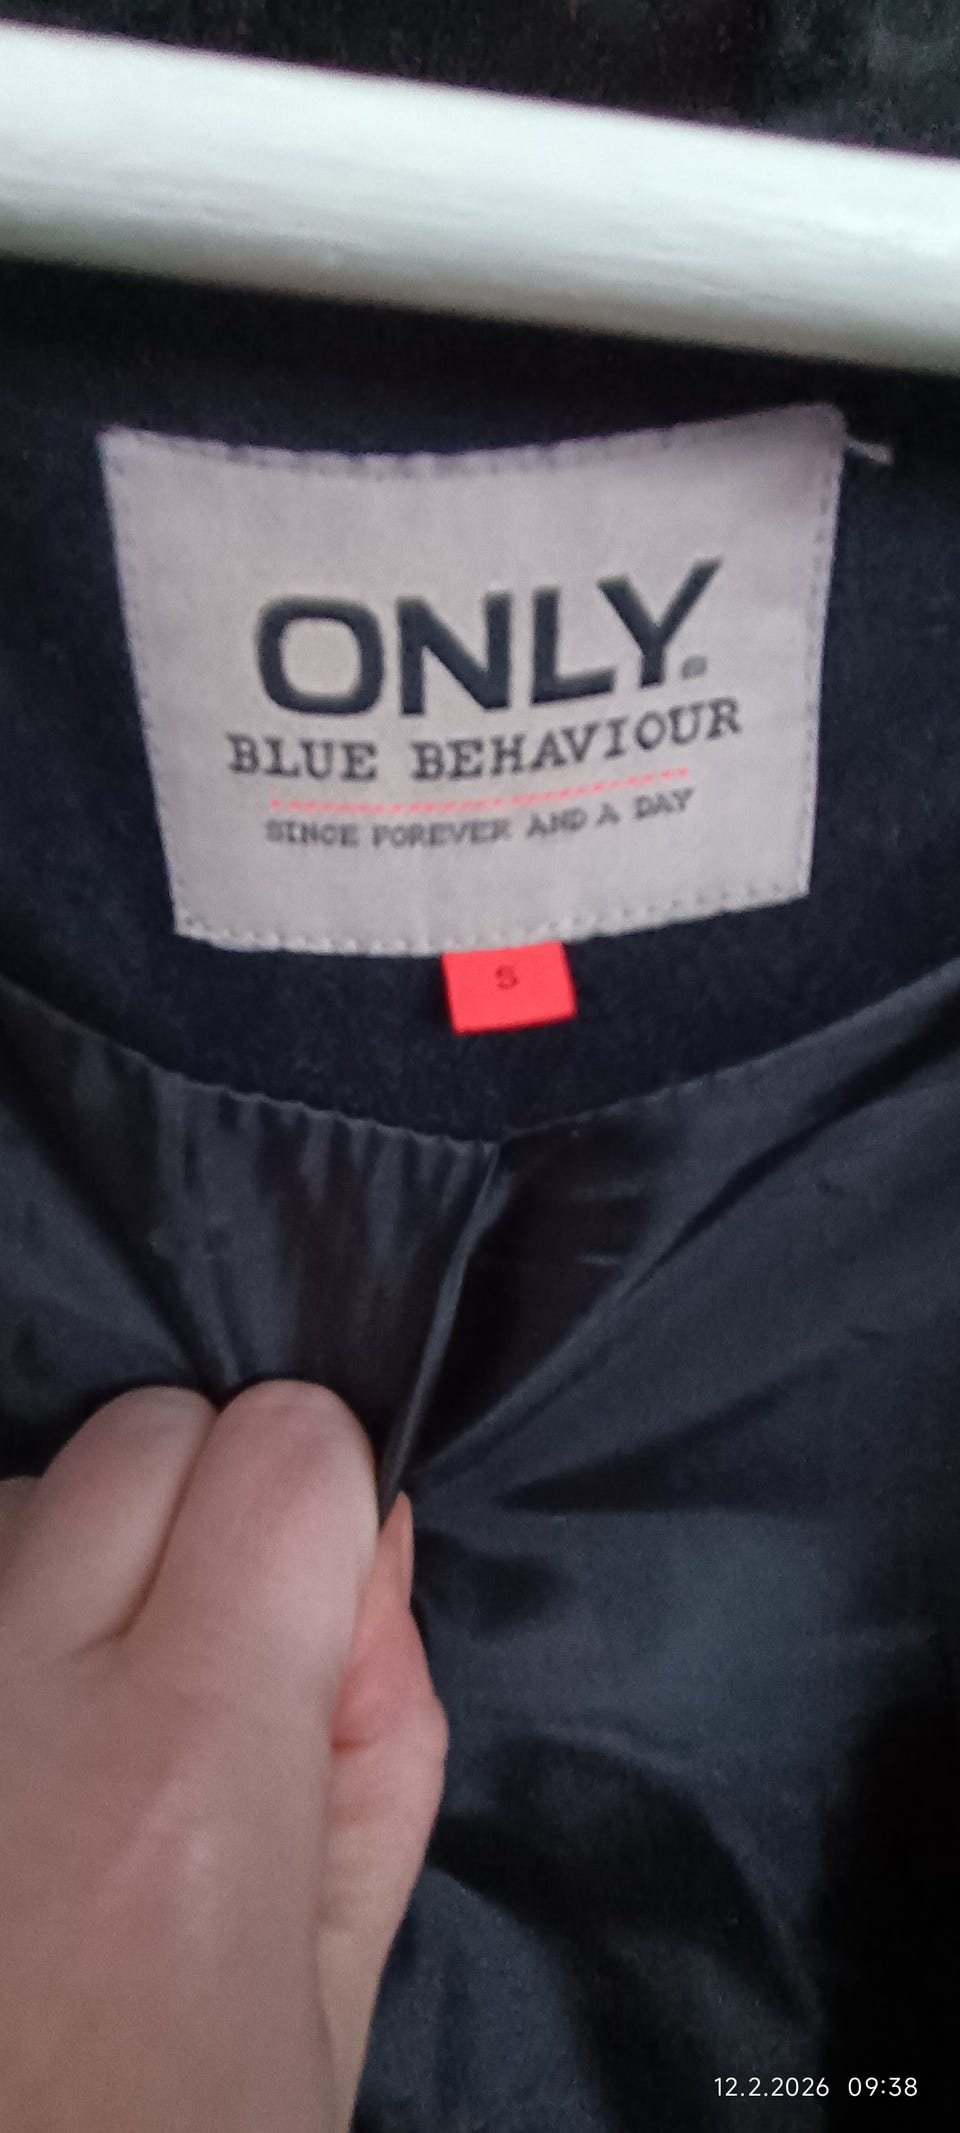 ONLY®
BLUE BEHAVIOUR
SINCE FOREVER AND A DAY
S
12.2.2026 09:38